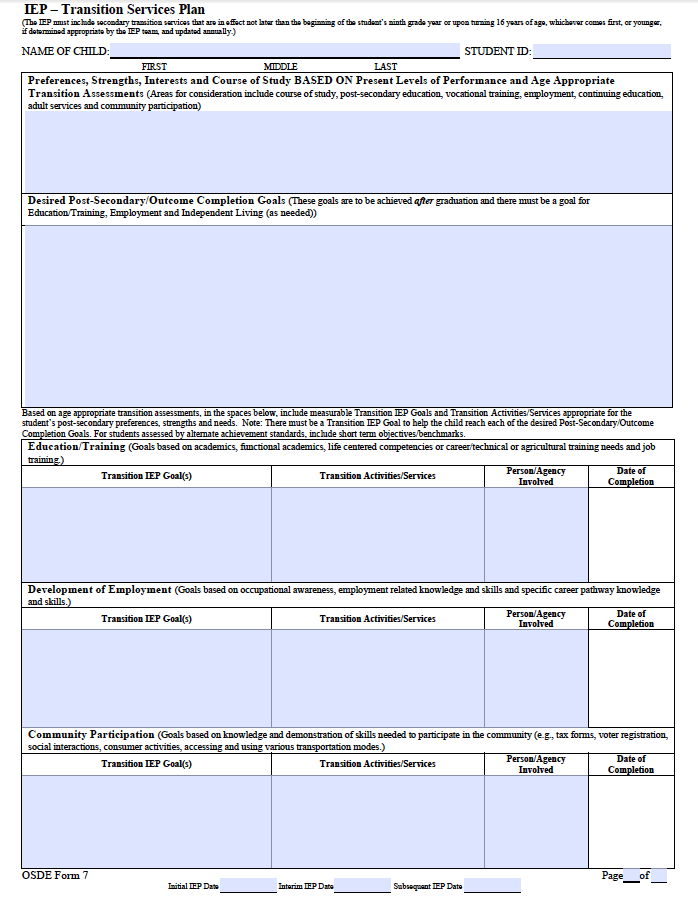 IEP – Transition Services Plan
(The IEP must include secondary transition services that are in effect not later than the beginning of the student's ninth grade year or upon turning 16 years of age, whichever comes first, or younger,
if determined appropriate by the IEP team, and updated annually.)
NAME OF CHILD: STUDENT ID:
FIRST MIDDLE LAST
Preferences, Strengths, Interests and Course of Study BASED ON Present Levels of Performance and Age Appropriate
Transition Assessments (Areas for consideration include course of study, post-secondary education, vocational training, employment, continuing education,
adult services and community participation)
Desired Post-Secondary/Outcome Completion Goals (These goals are to be achieved after graduation and there must be a goal for
Education/Training, Employment and Independent Living (as needed))
Based on age appropriate transition assessments, in the spaces below, include measurable Transition IEP Goals and Transition Activities/Services appropriate for the
student's post-secondary preferences, strengths and needs. Note: There must be a Transition IEP Goal to help the child reach each of the desired Post-Secondary/Outcome
Completion Goals. For students assessed by alternate achievement standards, include short term objectives/benchmarks.
Education/Training (Goals based on academics, functional academics, life centered competencies or career/technical or agricultural training needs and job
training.)
Transition IEP Goal(s) Transition Activities/Services Person/Agency Involved Date of Completion
Development of Employment (Goals based on occupational awareness, employment related knowledge and skills and specific career pathway knowledge
and skills.)
Transition IEP Goal(s) Transition Activities/Services Person/Agency Involved Date of Completion
Community Participation (Goals based on knowledge and demonstration of skills needed to participate in the community (e.g., tax forms, voter registration,
social interactions, consumer activities, accessing and using various transportation modes.)
Transition IEP Goal(s) Transition Activities/Services Person/Agency Involved Date of Completion
OSDE Form 7 Page of
Initial IEP Date Interim IEP Date Subsequent IEP Date